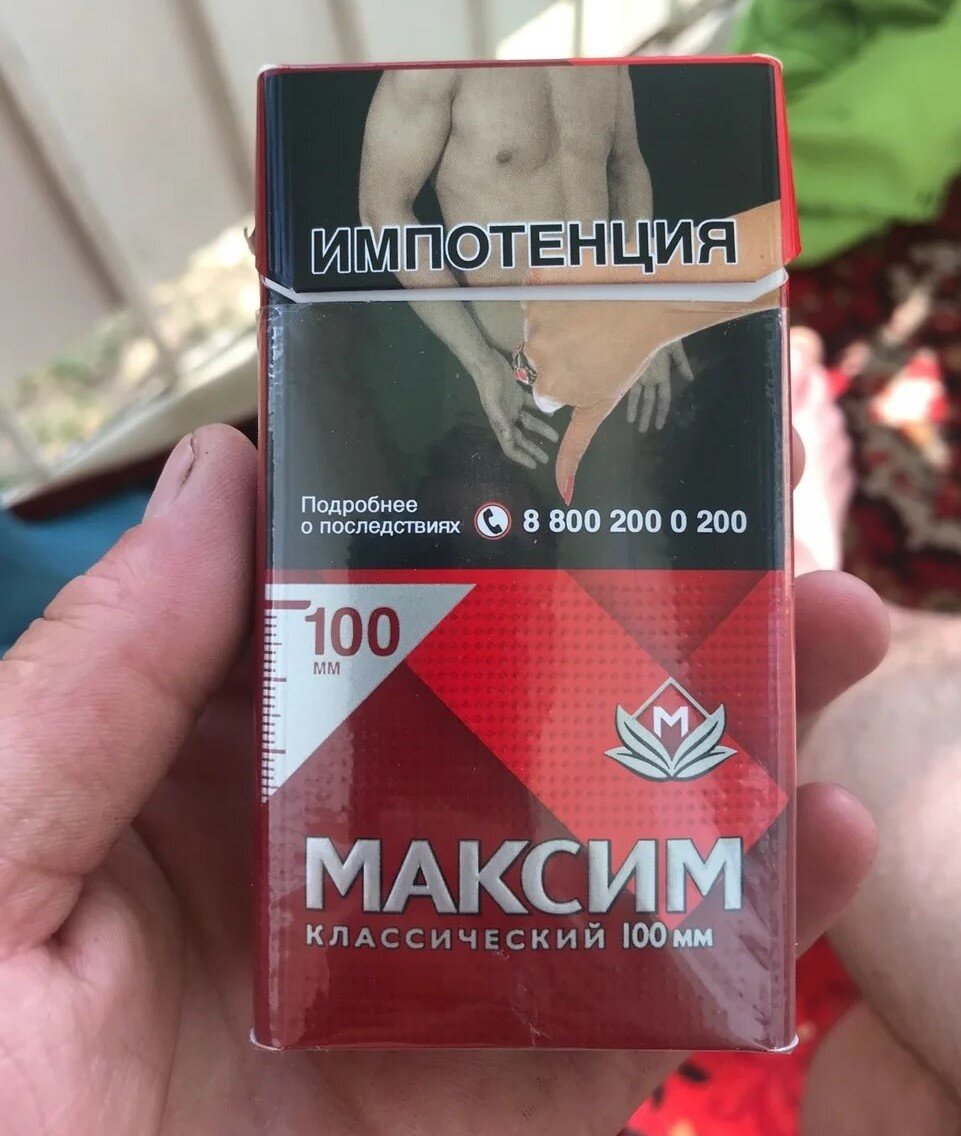 ИМПОТЕНЦИЯ
Подробнее
о последствиях 8 800 200 0 200
100
мм
М
МАКСИМ
КЛАССИЧЕСКИЙ 100 мм